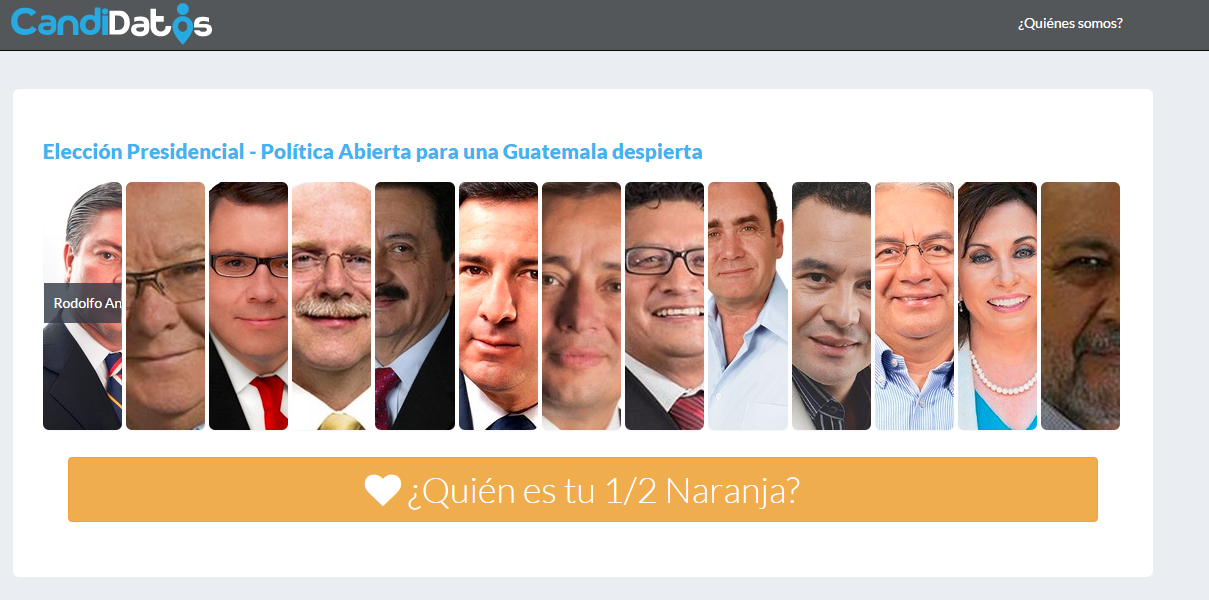 CandiDatos
¿Quiénes somos?
Elección Presidencial - Política Abierta para una Guatemala despierta
Rodolfo An
¿Quién es tu 1/2 Naranja?